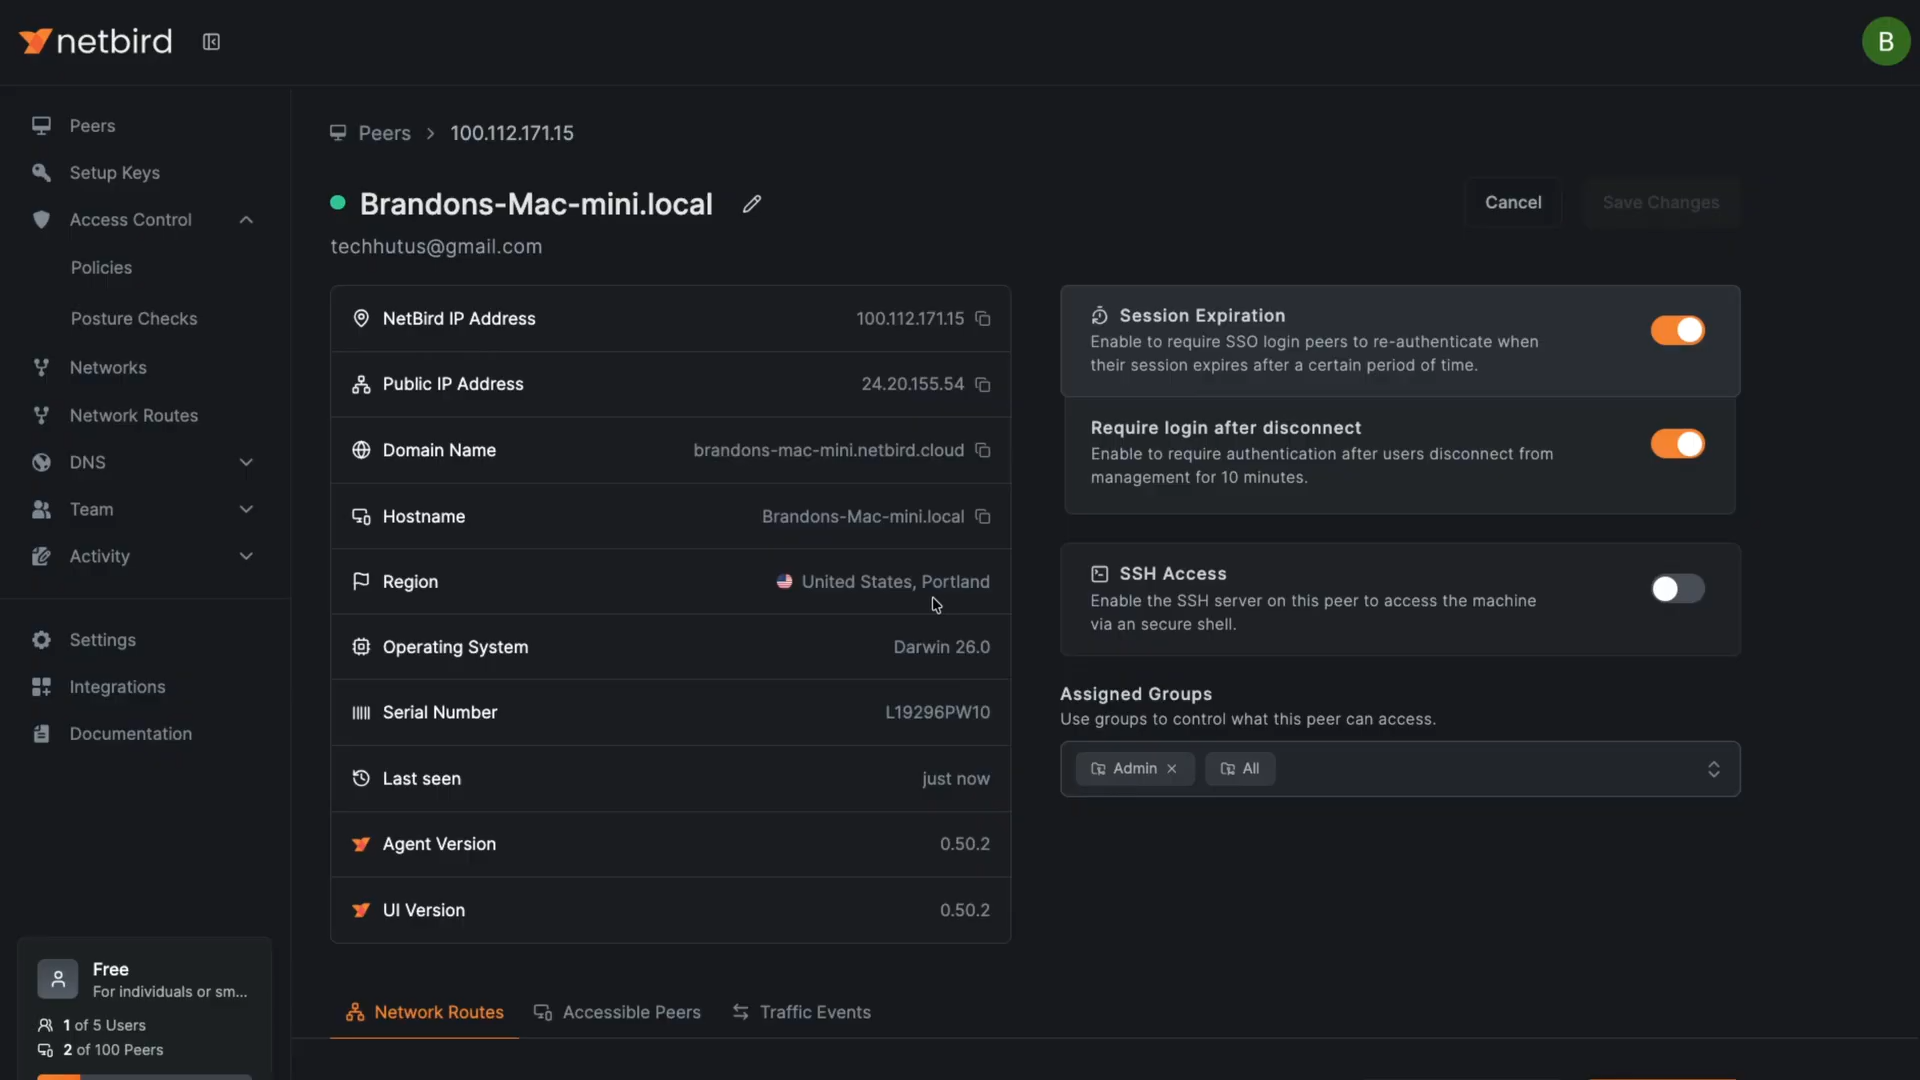 netbird
B
Peers
Setup Keys
Access Control
Policies
Posture Checks
Networks
Network Routes
DNS
Team
Activity
Settings
Integrations
Documentation
Free
For individuals or sm...
1 of 5 Users
2 of 100 Peers
Peers > 100.112.171.15
Brandons-Mac-mini.local
techhutus@gmail.com
Cancel
Save Changes
NetBird IP Address 100.112.171.15
Public IP Address 24.20.155.54
Domain Name brandons-mac-mini.netbird.cloud
Hostname Brandons-Mac-mini.local
Region United States, Portland
Operating System Darwin 26.0
Serial Number L19296PW10
Last seen just now
Agent Version 0.50.2
UI Version 0.50.2
Session Expiration
Enable to require SSO login peers to re-authenticate when
their session expires after a certain period of time.
Require login after disconnect
Enable to require authentication after users disconnect from
management for 10 minutes.
SSH Access
Enable the SSH server on this peer to access the machine
via an secure shell.
Assigned Groups
Use groups to control what this peer can access.
Admin All
Network Routes Accessible Peers Traffic Events